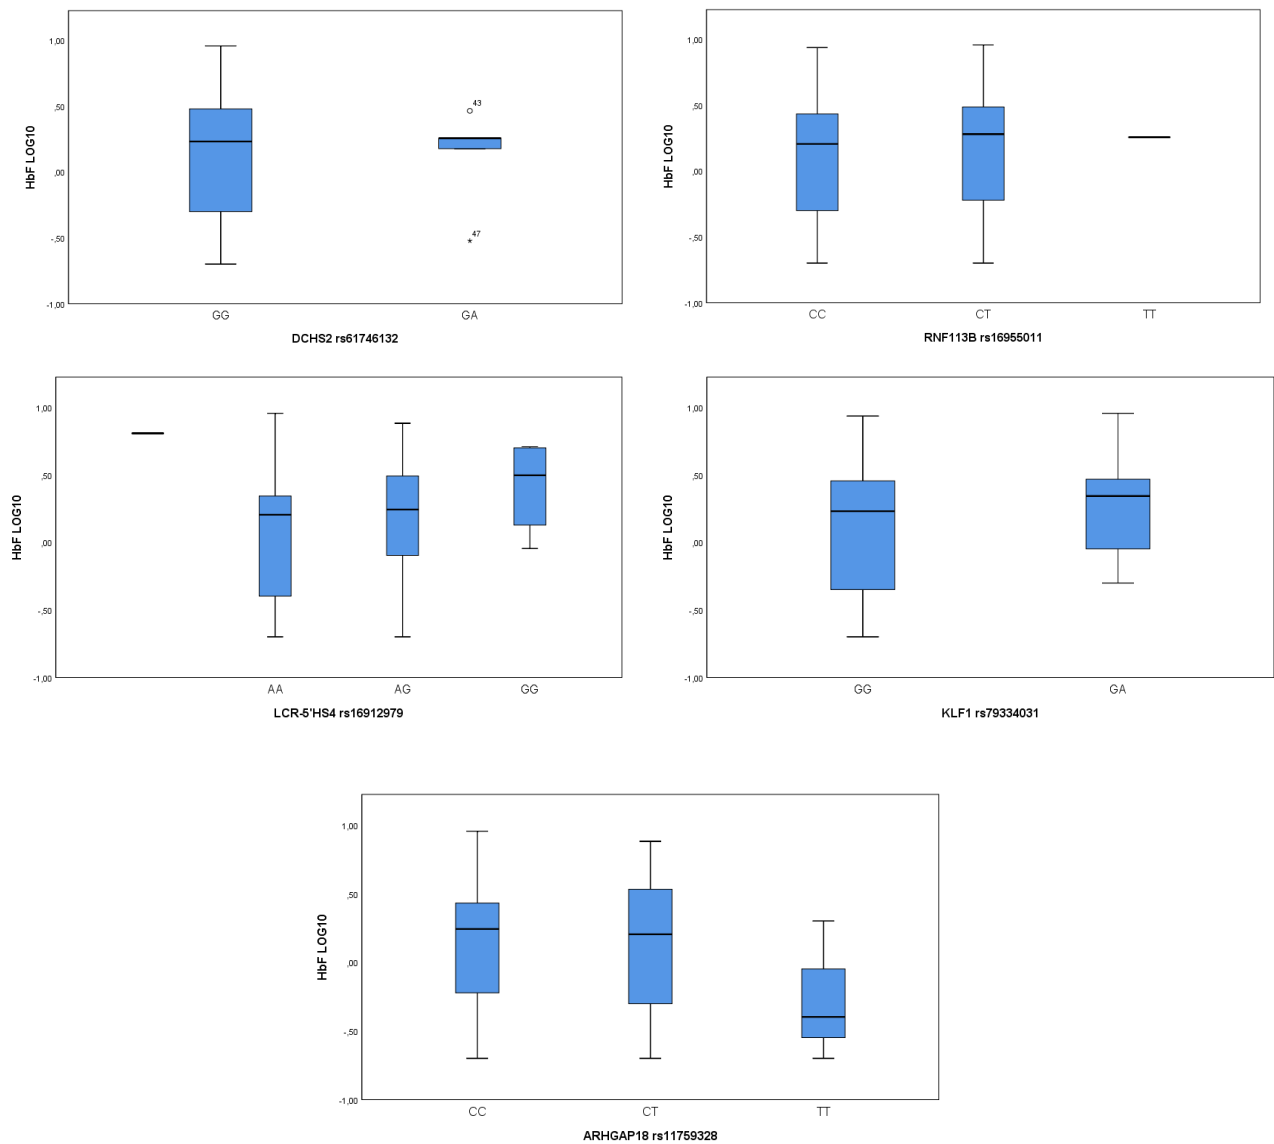 1,00
,50
,00
-,50
-1,00
HbF LOG10
43
47
GG
GA
DCHS2 rs61746132
1,00
,50
,00
-,50
-1,00
HbF LOG10
CC
CT
TT
RNF113B rs16955011
1,00
,50
,00
-,50
-1,00
HbF LOG10
AA
AG
GG
LCR-5'HS4 rs16912979
1,00
,50
,00
-,50
-1,00
HbF LOG10
GG
GA
KLF1 rs79334031
1,00
,50
,00
-,50
-1,00
HbF LOG10
CC
CT
TT
ARHGAP18 rs11759328